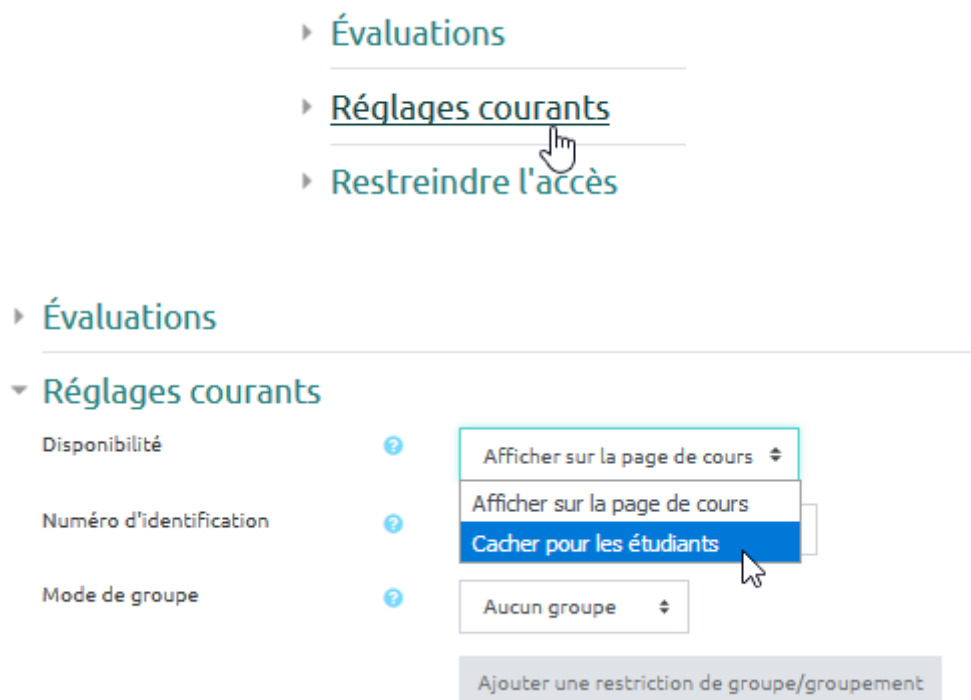 Évaluations
Réglages courants
Restreindre l'accès
Évaluations
Réglages courants
Disponibilité
Afficher sur la page de cours
Afficher sur la page de cours
Numéro d'identification
Cacher pour les étudiants
Mode de groupe
Aucun groupe
Ajouter une restriction de groupe/groupement